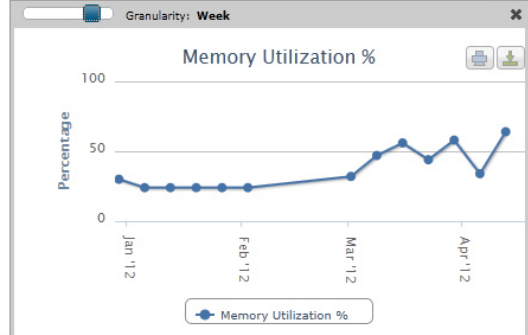 Granularity: Week
Memory Utilization %
Percentage
100
50
0
Jan '12
Feb '12
Mar '12
Apr '12
Memory Utilization %